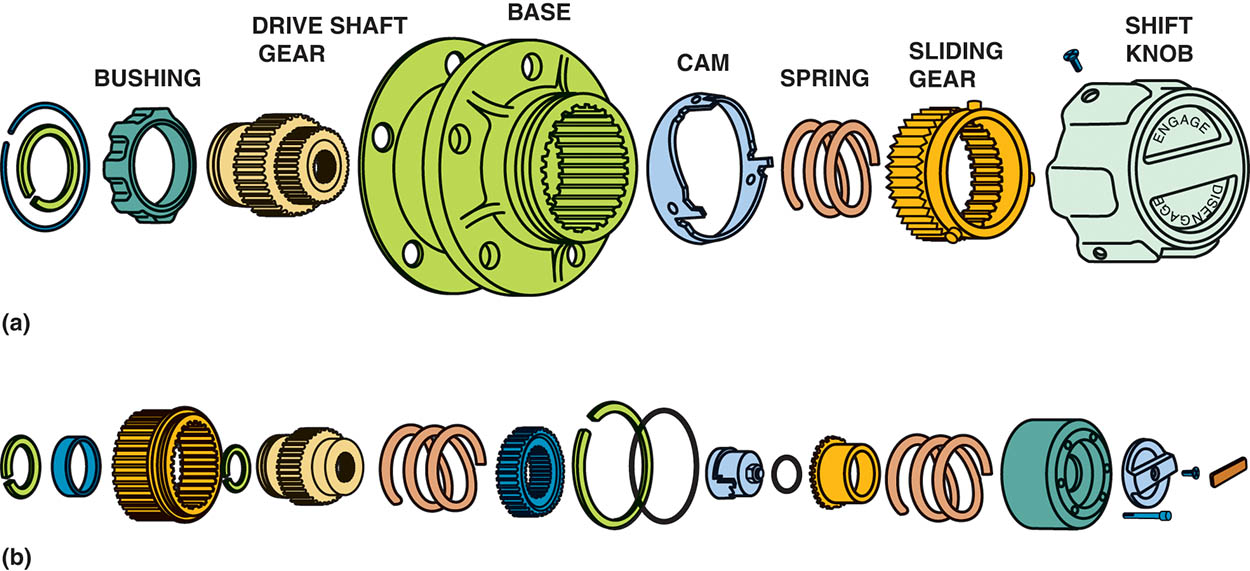 BASE
DRIVE SHAFT
GEAR
SHIFT
KNOB
SLIDING
GEAR
CAM
BUSHING
SPRING
ENGAGE
DISENGAGE
(a)
(b)